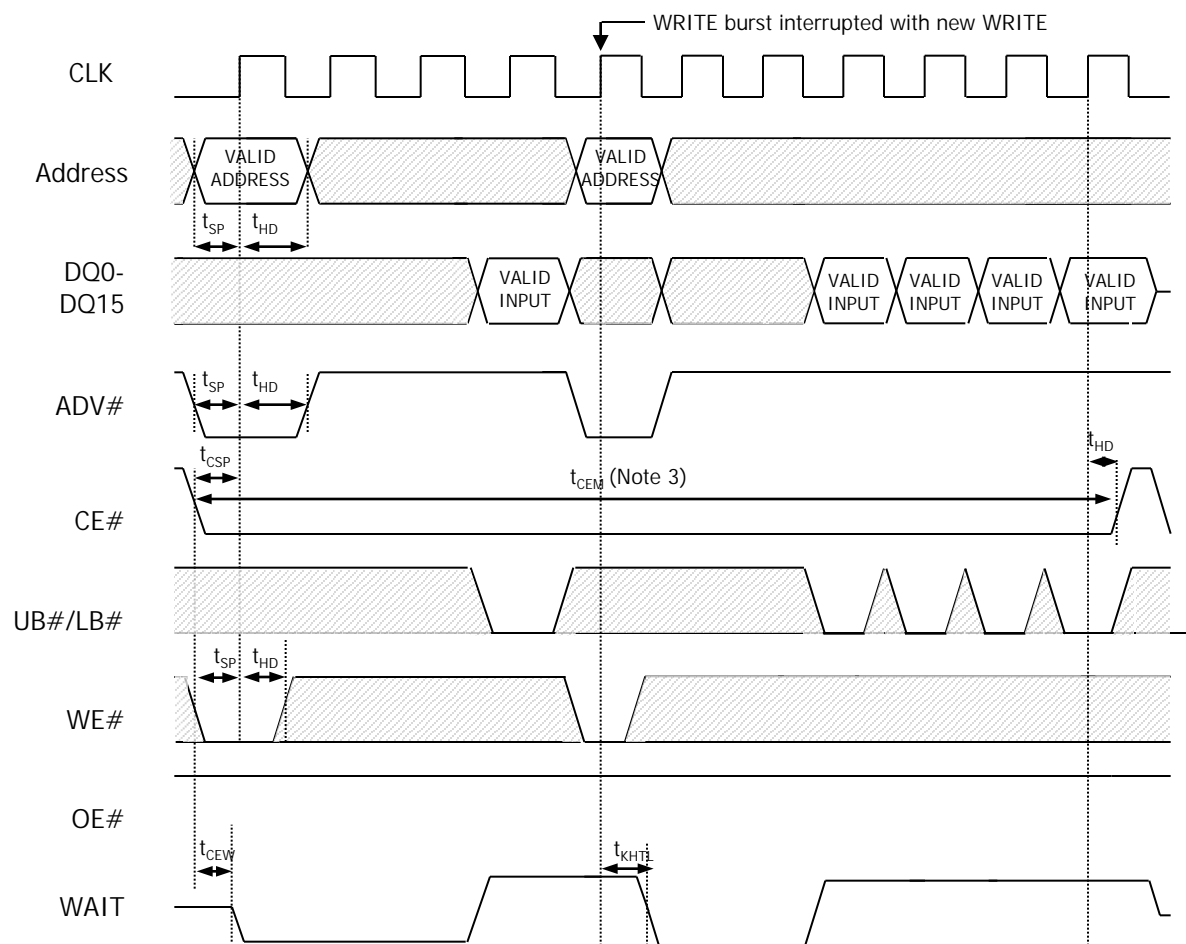 WRITE burst interrupted with new WRITE
CLK
Address
VALID
ADDRESS
VALID
ADDRESS
tSP
tHD
DQ0-
DQ15
VALID
INPUT
VALID
INPUT
VALID
INPUT
VALID
INPUT
VALID
INPUT
ADV#
tSP
tHD
tHD
tCSP
CE#
tCEM (Note 3)
UB#/LB#
tSP
tHD
WE#
OE#
tCEW
tKHTL
WAIT